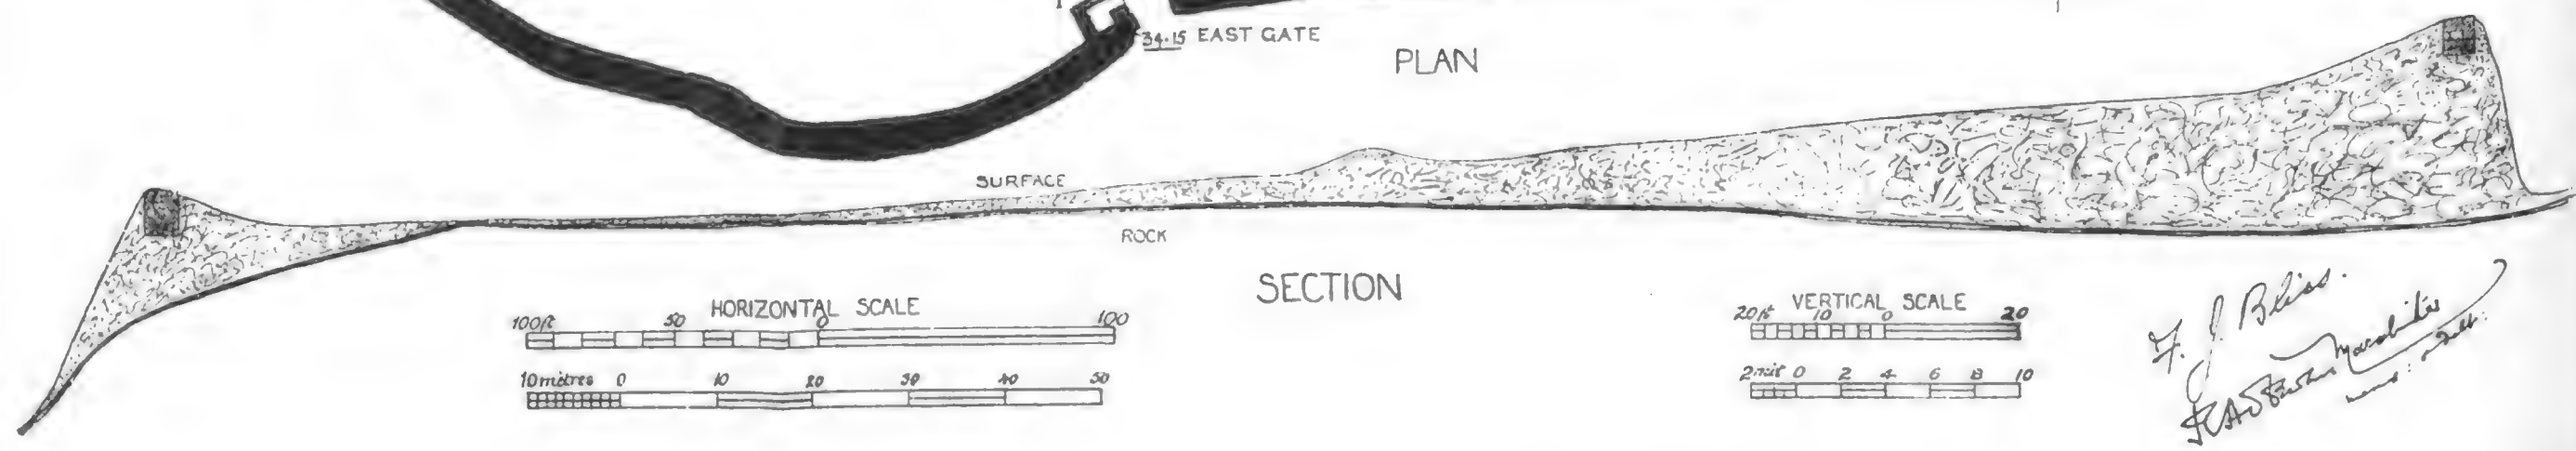 34·15 EAST GATE
PLAN
SURFACE
ROCK
SECTION
HORIZONTAL SCALE
100ft 50 0 100
10 mètres 0 10 20 30 40 50
VERTICAL SCALE
20ft 10 0 20
2 0 2 4 6 8 10
F. J. Bliss.